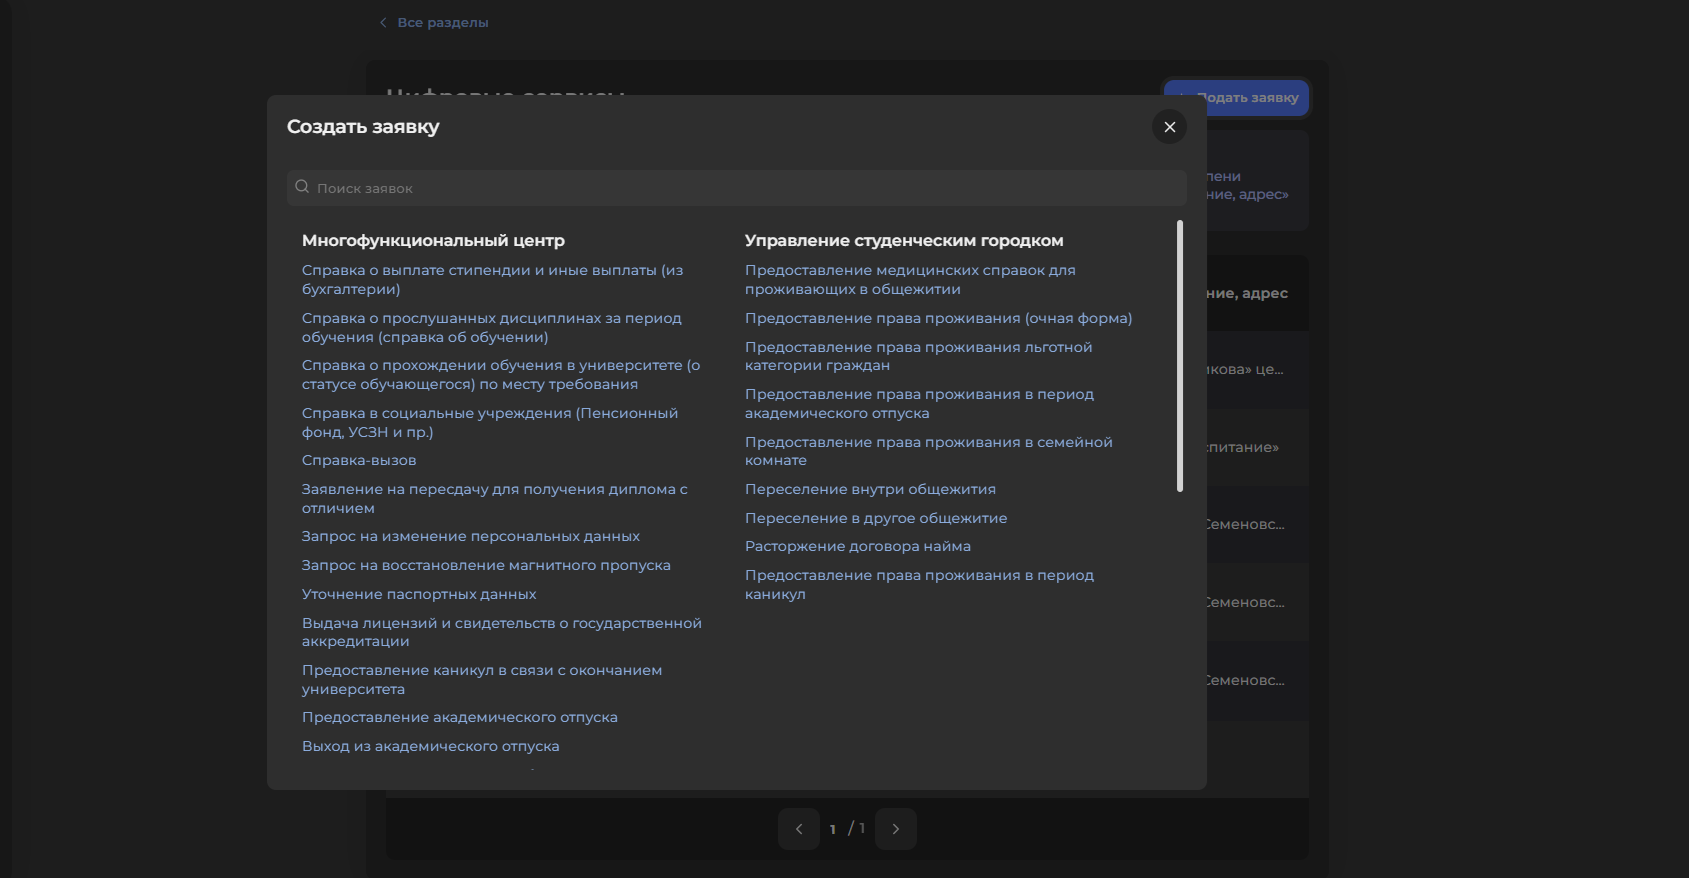 Все разделы
Подать заявку
Создать заявку
Поиск заявок
Многофункциональный центр
Справка о выплате стипендии и иные выплаты (из
бухгалтерии)
Справка о прослушанных дисциплинах за период
обучения (справка об обучении)
Справка о прохождении обучения в университете (о
статусе обучающегося) по месту требования
Справка в социальные учреждения (Пенсионный
фонд, УСЗН и пр.)
Справка-вызов
Заявление на пересдачу для получения диплома с
отличием
Запрос на изменение персональных данных
Запрос на восстановление магнитного пропуска
Уточнение паспортных данных
Выдача лицензий и свидетельств о государственной
аккредитации
Предоставление каникул в связи с окончанием
университета
Предоставление академического отпуска
Выход из академического отпуска
Управление студенческим городком
Предоставление медицинских справок для
проживающих в общежитии
Предоставление права проживания (очная форма)
Предоставление права проживания льготной
категории граждан
Предоставление права проживания в период
академического отпуска
Предоставление права проживания в семейной
комнате
Переселение внутри общежития
Переселение в другое общежитие
Расторжение договора найма
Предоставление права проживания в период
каникул
адрес»
адрес
це...
Семеновс...
Семеновс...
Семеновс...
1 / 1